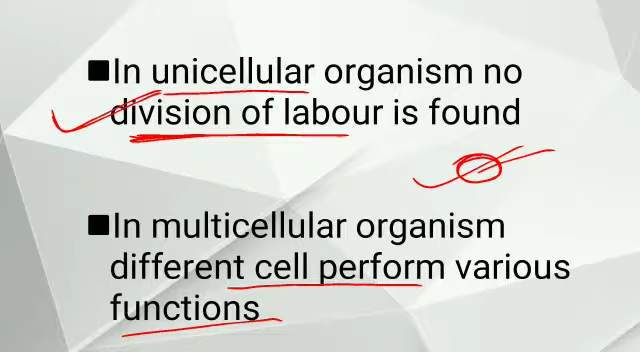 ■In unicellular organism no
division of labour is found
■In multicellular organism
different cell perform various
functions